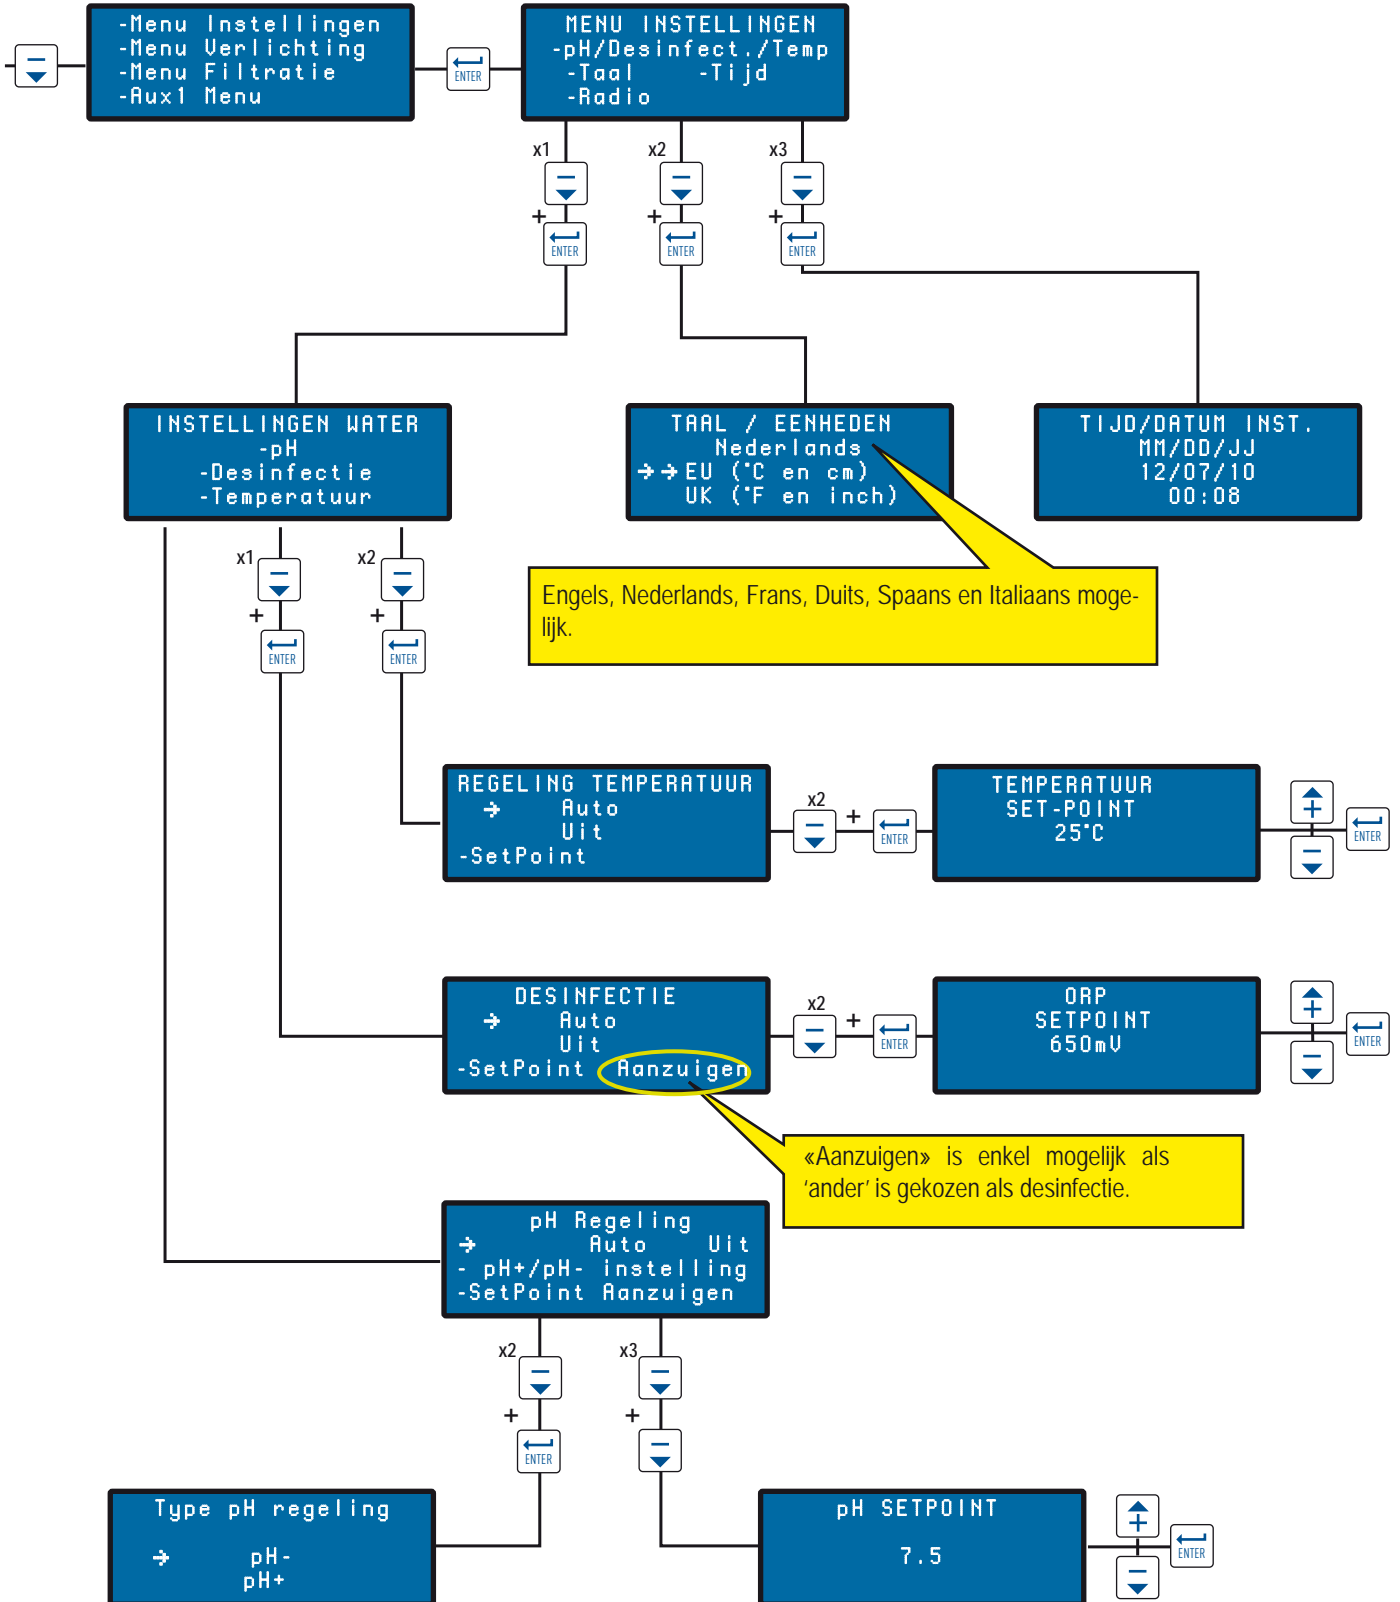 -Menu Instellingen
-Menu Verlichting
-Menu Filtratie
-Aux1 Menu
ENTER
MENU INSTELLINGEN
-pH/Desinfect./Temp
-Taal -Tijd
-Radio
x1
x2
x3
+
+
+
ENTER
ENTER
ENTER
INSTELLINGEN WATER
-pH
-Desinfectie
-Temperatuur
TAAL / EENHEDEN
Nederlands
→→EU (°C en cm)
UK (°F en inch)
TIJD/DATUM INST.
MM/DD/JJ
12/07/10
00:08
x1
x2
+
+
ENTER
ENTER
Engels, Nederlands, Frans, Duits, Spaans en Italiaans moge-
lijk.
REGELING TEMPERATUUR
→ Auto
Uit
-SetPoint
x2
+
ENTER
TEMPERATUUR
SET-POINT
25°C
ENTER
DESINFECTIE
→ Auto
Uit
-SetPoint Aanzuigen
x2
+
ENTER
ORP
SETPOINT
650mV
ENTER
«Aanzuigen» is enkel mogelijk als
‘ander’ is gekozen als desinfectie.
pH Regeling
→ Auto Uit
- pH+/pH- instelling
-SetPoint Aanzuigen
x2
x3
+
+
ENTER
Type pH regeling
→ pH-
pH+
pH SETPOINT
7.5
ENTER